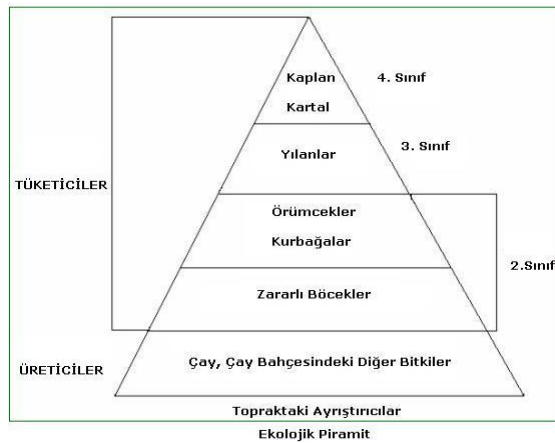 Kaplan
Kartal
4. Sınıf
Yılanlar
3. Sınıf
TÜKETİCİLER
Örümcekler
Kurbağalar
2.Sınıf
Zararlı Böcekler
ÜRETİCİLER
Çay, Çay Bahçesindeki Diğer Bitkiler
Topraktaki Ayrıştırıcılar
Ekolojik Piramit